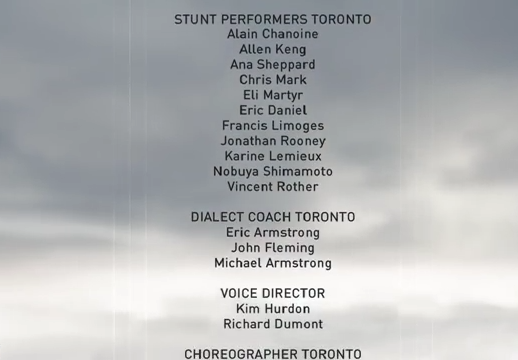 STUNT PERFORMERS TORONTO
Alain Chanoine
Allen Keng
Ana Sheppard
Chris Mark
Eli Martyr
Eric Daniel
Francis Limoges
Jonathan Rooney
Karine Lemieux
Nobuya Shimamoto
Vincent Rother
DIALECT COACH TORONTO
Eric Armstrong
John Fleming
Michael Armstrong
VOICE DIRECTOR
Kim Hurdon
Richard Dumont
CHOREOGRAPHER TORONTO